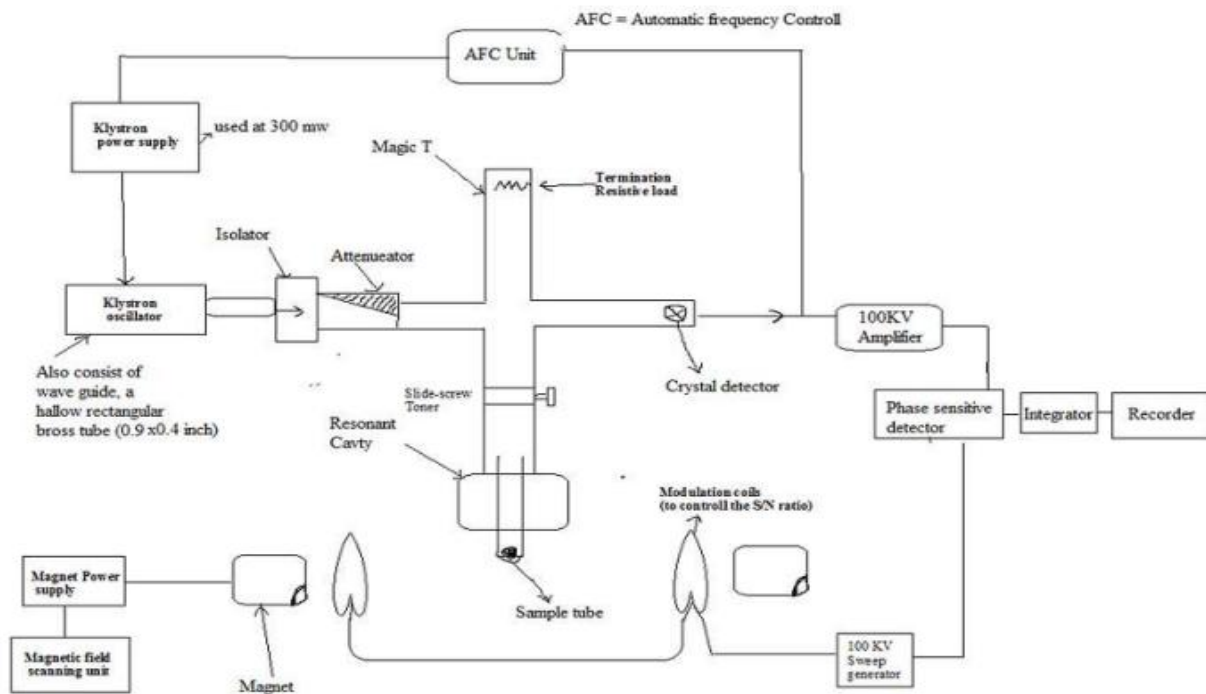 AFC = Automatic frequency Controll
AFC Unit
Klystron
power supply
used at 300 mw
Magic T
Termination
Resistive load
Isolator
Attenueator
Klystron
oscillator
100KV
Amplifier
Also consist of
wave guide, a
hallow rectangular
bross tube (0.9 x0.4 inch)
Crystal detector
Slide-screw
Toner
Phase sensitive
detector
Integrator
Recorder
Resonant
Cavty
Modulation coils
(to controll the S/N ratio)
Magnet Power
supply
Sample tube
Magnetic field
scanning unit
Magnet
100 KV
Sweep
generator